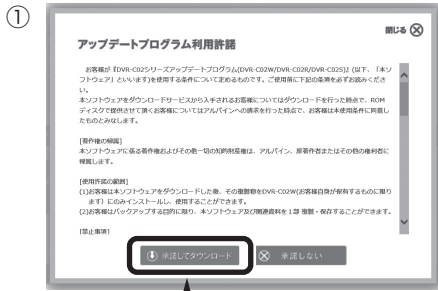 ①
閉じる
アップデートプログラム利用許諾
お客様が『DVR-C02シリーズアップデートプログラム(DVR-C02W/DVR-C02R/DVR-C02S)』(以下、「本ソ
フトウェア」といいます)を使用する条件について定めるものです。ご使用前に下記の条項を必ずお読みくださ
い。
本ソフトウェアをダウンロードサービスから入手されるお客様についてはダウンロードを行った時点で、ROM
ディスクで提供させて頂くお客様についてはアルパインへの請求を行った時点で、お客様は本使用条件に同意し
たものとみなします。
[著作権の帰属]
本ソフトウェアに係る著作権およびその他一切の知的財産権は、アルパイン、原著作者またはその他の権利者に
帰属します。
[使用許諾の範囲]
(1)お客様は本ソフトウェアをダウンロードした後、その複製物をDVR-C02W(お客様自身が保有するものに限り
ます）にのみインストールし、使用することができます。
(2)お客様はバックアップする目的に限り、本ソフトウェア及び関連資料を１部 複製・保存することができます。
[禁止事項]
承諾してダウンロード
承諾しない